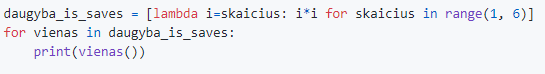 daugyba_is_saves = [lambda i=skaicius: i*i for skaicius in range(1, 6)]
for vienas in daugyba_is_saves:
    print(vienas())